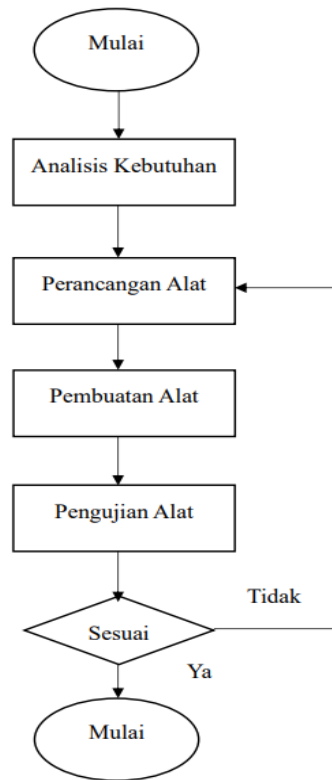 Mulai
Analisis Kebutuhan
Perancangan Alat
Pembuatan Alat
Pengujian Alat
Tidak
Sesuai
Ya
Mulai